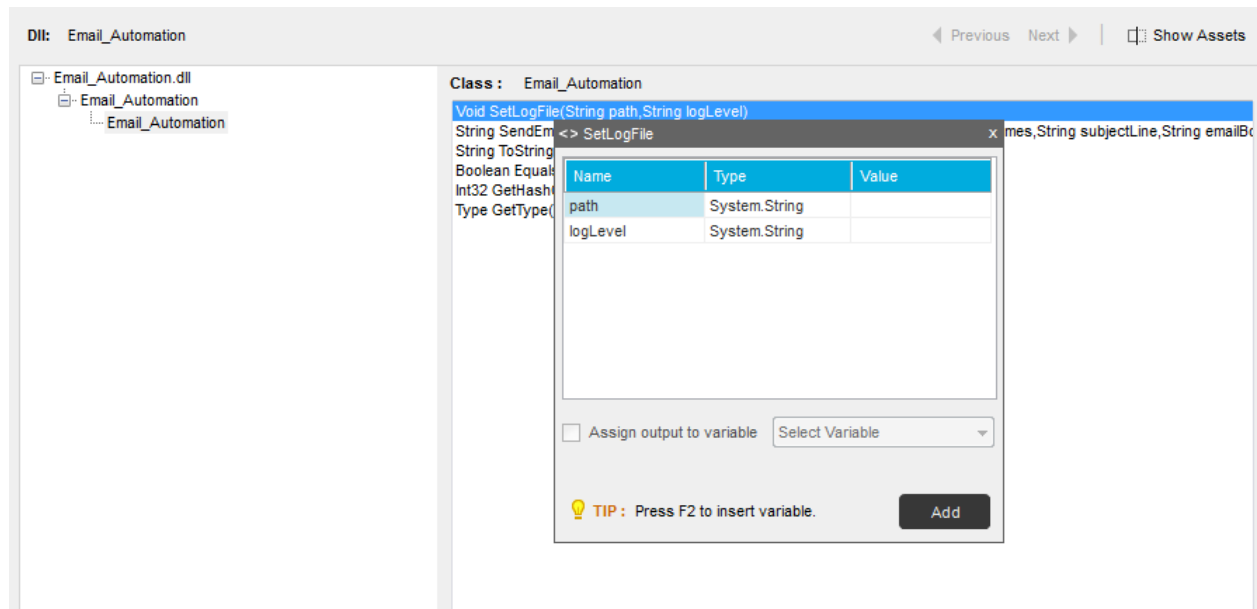 Dll: Email_Automation
Previous Next Show Assets
Email_Automation.dll
Email_Automation
Email_Automation
Class : Email_Automation
Void SetLogFile(String path,String logLevel)
String SendEm mes,String subjectLine,String emailBo
String ToString
Boolean Equals
Int32 GetHash
Type GetType(
<> SetLogFile x
Name Type Value
path System.String
logLevel System.String
Assign output to variable Select Variable
TIP : Press F2 to insert variable.
Add